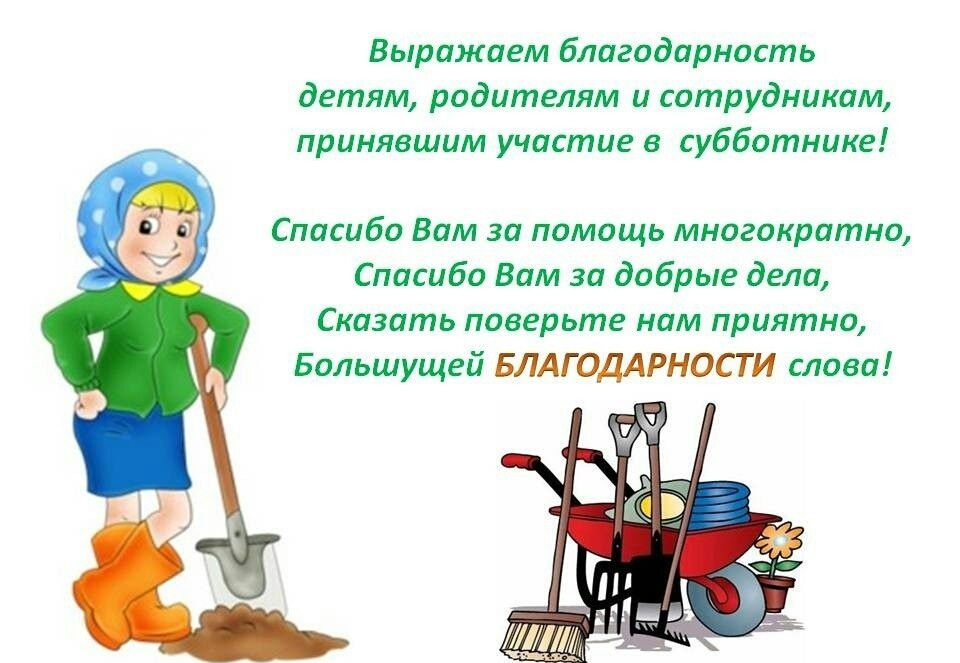 Выражаем благодарность
детям, родителям и сотрудникам,
принявшим участие в субботнике!
Спасибо Вам за помощь многократно,
Спасибо Вам за добрые дела,
Сказать поверьте нам приятно,
Большущей БЛАГОДАРНОСТИ слова!